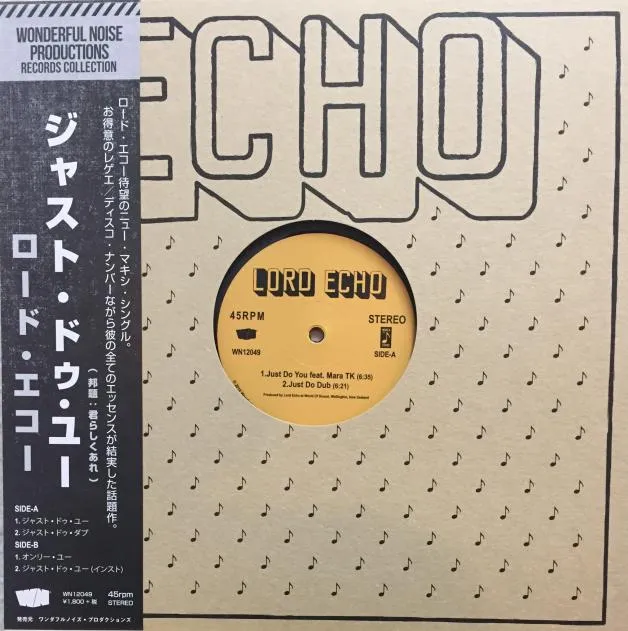 WONDERFUL NOISE
PRODUCTIONS
RECORDS COLLECTION
ロード・エコー待望のニュー・マキシ・シングル。
お得意のレゲエ/ディスコ・ナンバーながら彼の全てのエッセンスが結実した話題作。
(邦題:君らしくあれ)
ジャスト・ドゥ・ユー
ロード・エコー
SIDE-A
1. ジャスト・ドゥ・ユー
2. ジャスト・ドゥ・ダブ
SIDE-B
1. オンリー・ユー
2. ジャスト・ドゥ・ユー (インスト)
WN12049
¥1,800 + 税
45rpm
STEREO
発売元 ワンダフルノイズ・プロダクションズ
ECHO
LORD ECHO
45RPM
STEREO
WN12049
SIDE-A
1.Just Do You feat. Mara TK (6:35)
2.Just Do Dub (6:21)
Produced by Lord Echo at World Of Sound, Wellington, New Zealand